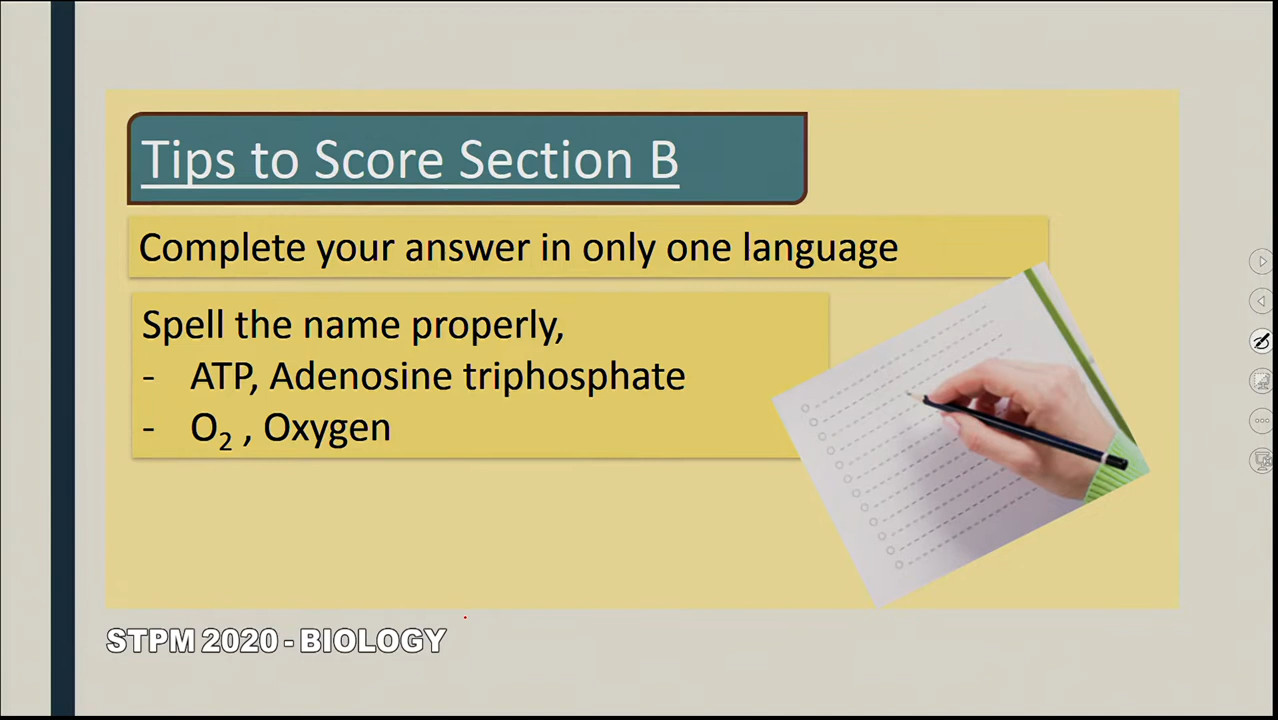 Tips to Score Section B
Complete your answer in only one language
Spell the name properly,
- ATP, Adenosine triphosphate
- O₂ , Oxygen
STPM 2020 - BIOLOGY